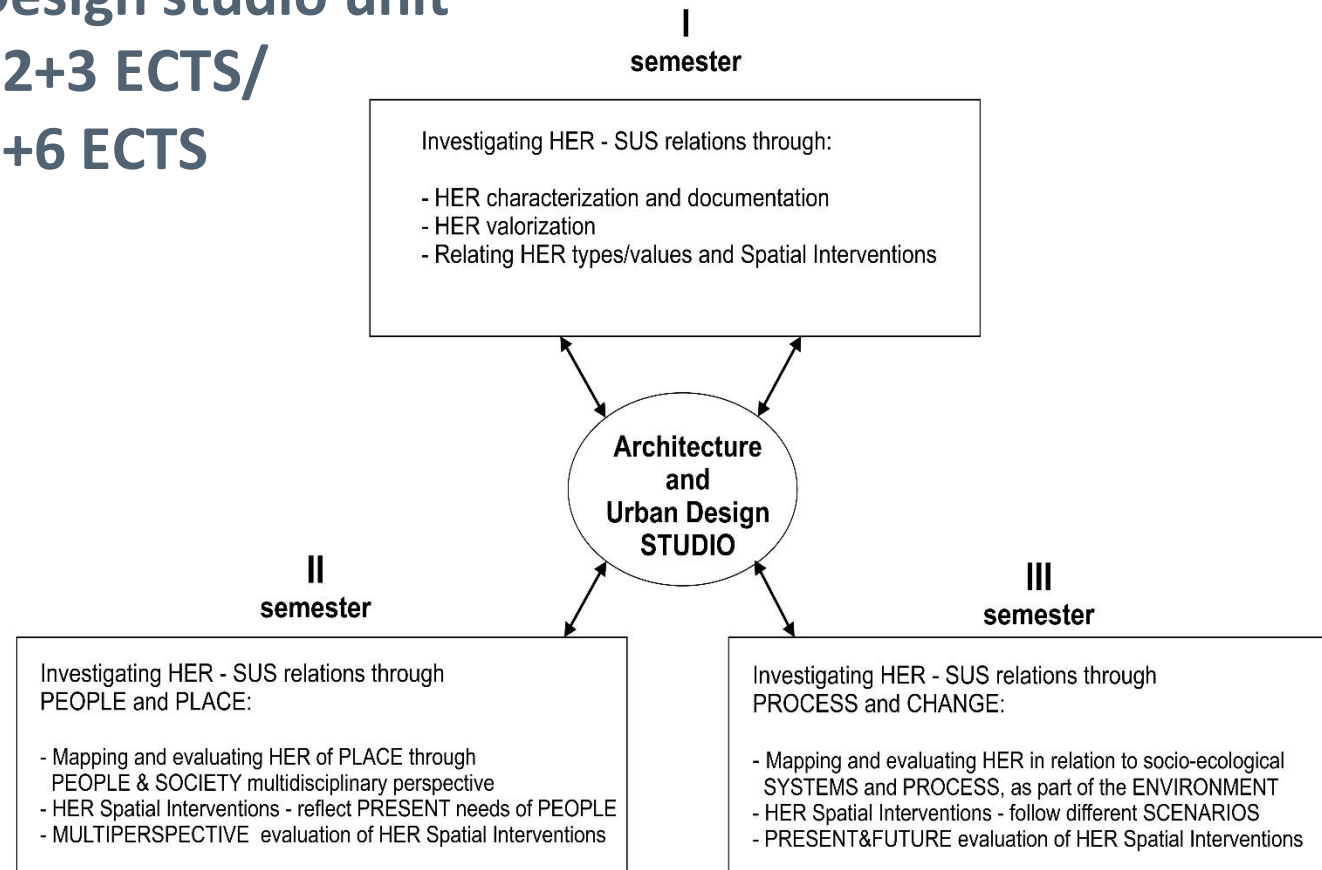 Design studio unit
2+3 ECTS/
+6 ECTS
I
semester
Investigating HER - SUS relations through:
- HER characterization and documentation
- HER valorization
- Relating HER types/values and Spatial Interventions
Architecture
and
Urban Design
STUDIO
II
semester
Investigating HER - SUS relations through
PEOPLE and PLACE:
- Mapping and evaluating HER of PLACE through
PEOPLE & SOCIETY multidisciplinary perspective
- HER Spatial Interventions - reflect PRESENT needs of PEOPLE
- MULTIPERSPECTIVE evaluation of HER Spatial Interventions
III
semester
Investigating HER - SUS relations through
PROCESS and CHANGE:
- Mapping and evaluating HER in relation to socio-ecological
SYSTEMS and PROCESS, as part of the ENVIRONMENT
- HER Spatial Interventions - follow different SCENARIOS
- PRESENT&FUTURE evaluation of HER Spatial Interventions